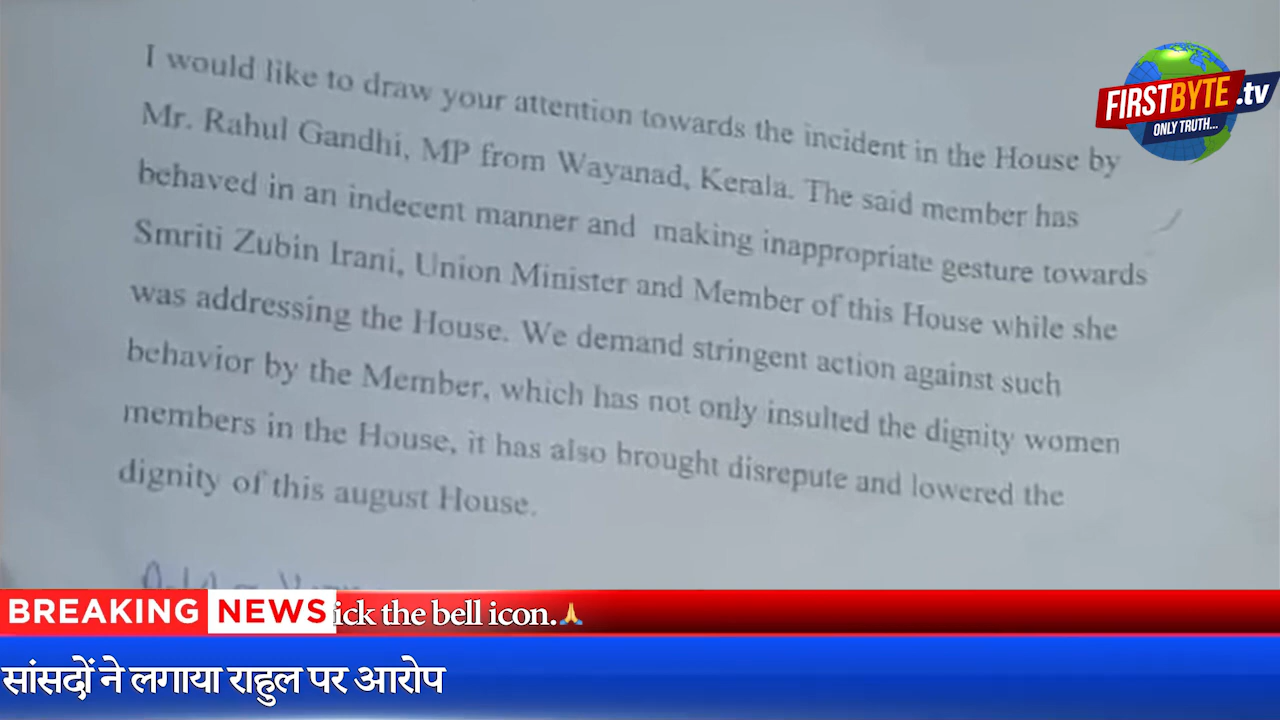 I would like to draw your attention towards the incident in the House by
Mr. Rahul Gandhi, MP from Wayanad, Kerala. The said member has
behaved in an indecent manner and making inappropriate gesture towards
Smriti Zubin Irani, Union Minister and Member of this House while she
was addressing the House. We demand stringent action against such
behavior by the Member, which has not only insulted the dignity women
members in the House, it has also brought disrepute and lowered the
dignity of this august House.
FIRSTBYTE.tv
ONLY TRUTH...
BREAKING NEWS ick the bell icon.🙏
सांसदों ने लगाया राहुल पर आरोप